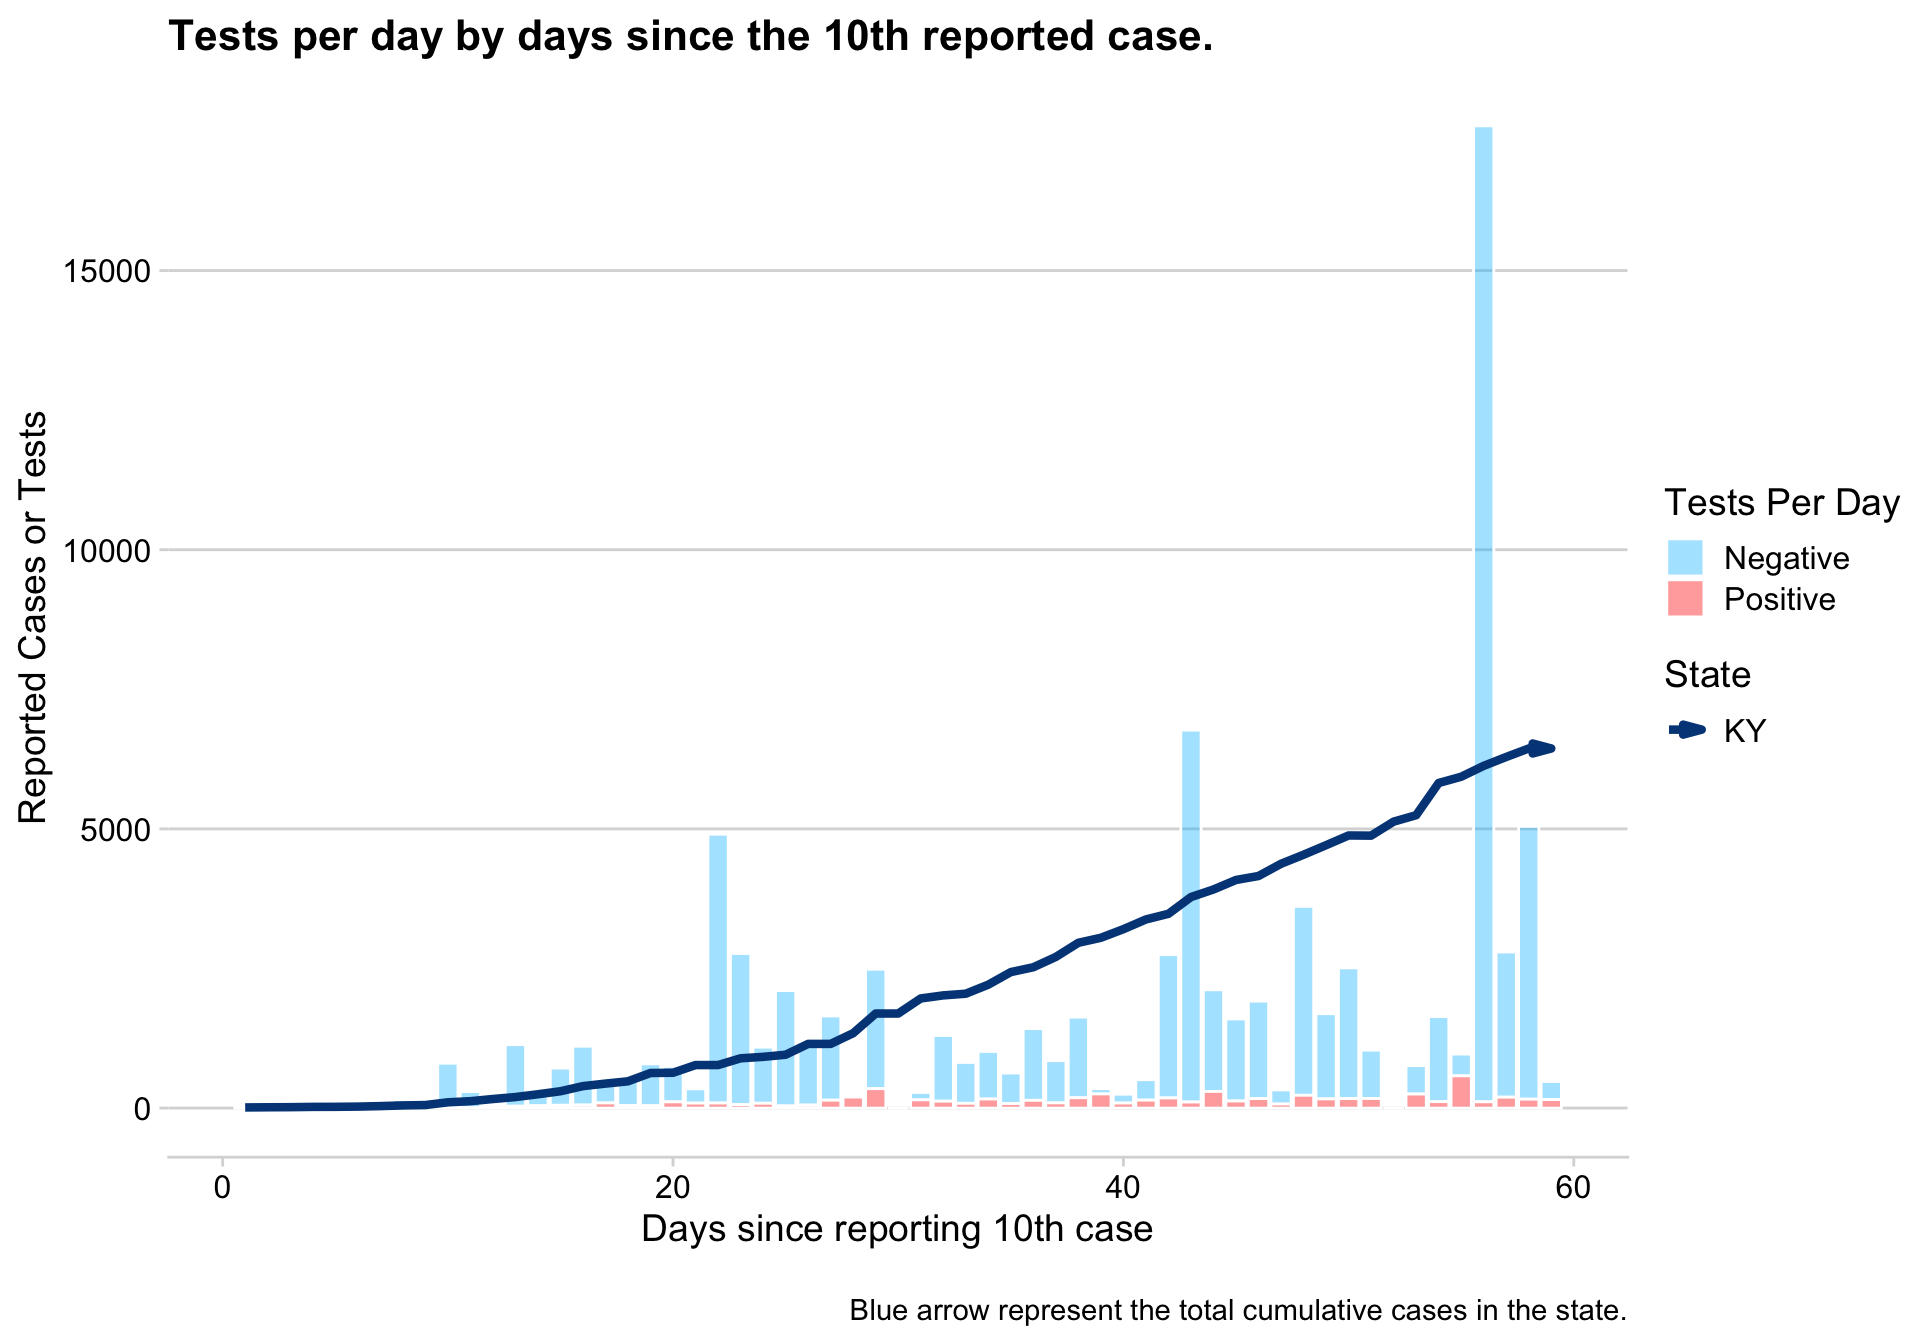 Tests per day by days since the 10th reported case.
Reported Cases or Tests
15000
10000
5000
0
0
20
40
60
Days since reporting 10th case
Tests Per Day
Negative
Positive
State
KY
Blue arrow represent the total cumulative cases in the state.